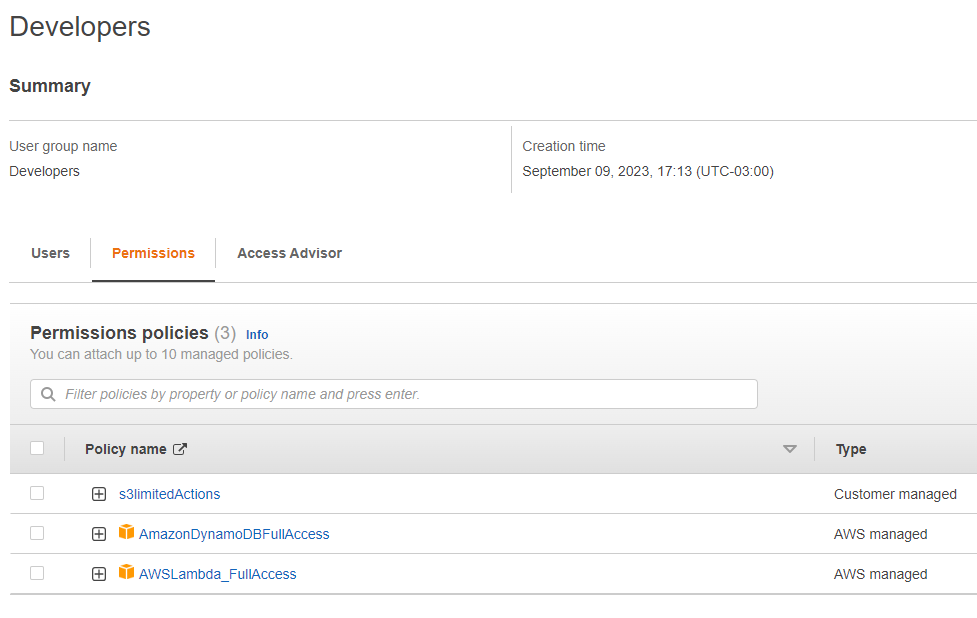 Developers
Summary
User group name
Developers
Creation time
September 09, 2023, 17:13 (UTC-03:00)
Users Permissions Access Advisor
Permissions policies (3) Info
You can attach up to 10 managed policies.
Filter policies by property or policy name and press enter.
Policy name Type
s3limitedActions Customer managed
AmazonDynamoDBFullAccess AWS managed
AWSLambda_FullAccess AWS managed